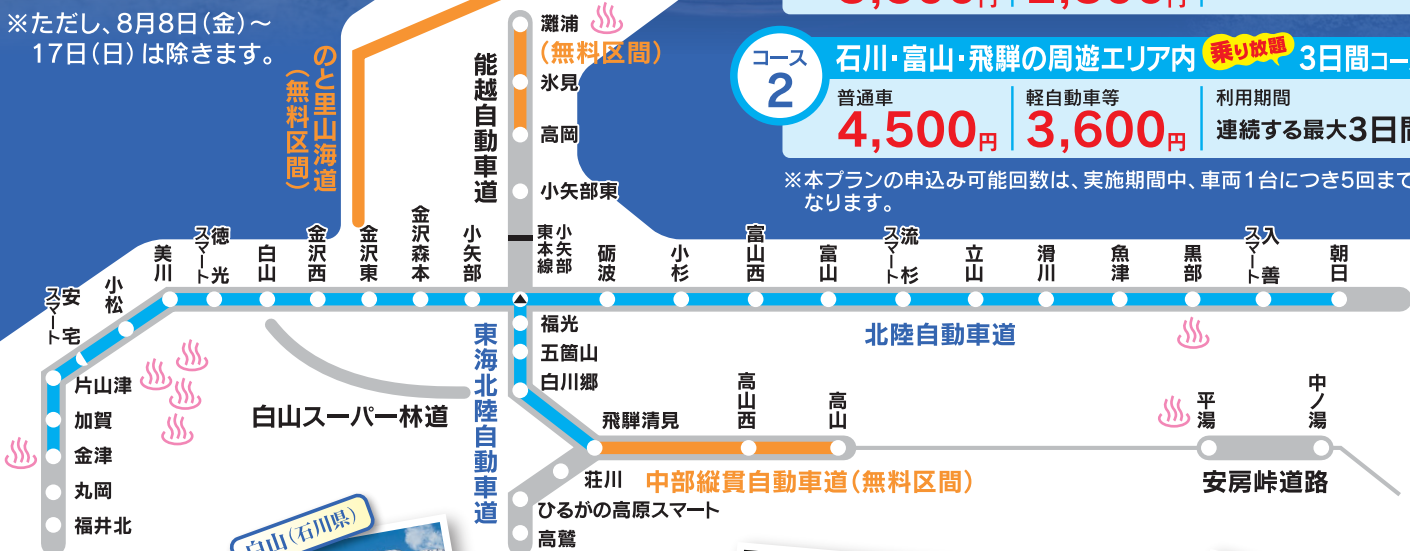 ※ただし、8月8日（金）～
17日（日）は除きます。
のと里山海道
（無料区間）
能越自動車道
灘浦
（無料区間）
氷見
高岡
小矢部東
小矢部
東本線
コース
2
石川・富山・飛騨の周遊エリア内
乗り放題
3日間コー
普通車
4,500円
軽自動車等
3,600円
利用期間
連続する最大3日間
※本プランの申込み可能回数は、実施期間中、車両1台につき5回まで
なります。
安宅
スマート
小松
美川
徳光
スマート
白山
金沢西
金沢東
金沢森本
小矢部
砺波
小杉
富山西
富山
流杉
スマート
立山
滑川
魚津
黒部
入善
スマート
朝日
北陸自動車道
片山津
加賀
金津
丸岡
福井北
白山スーパー林道
東海北陸自動車道
福光
五箇山
白川郷
飛騨清見
高山西
高山
平湯
中ノ湯
荘川
中部縦貫自動車道（無料区間）
安房峠道路
ひるがの高原スマート
高鷲
白山（石川県）